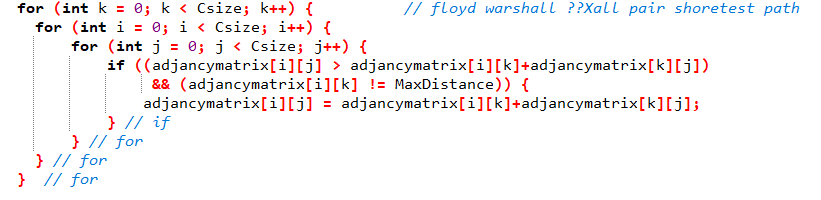 for (int k = 0; k < Csize; k++) {          // floyd warshall ??Xall pair shoretest path
  for (int i = 0; i < Csize; i++) {
    for (int j = 0; j < Csize; j++) {
      if ((adjancymatrix[i][j] > adjancymatrix[i][k]+adjancymatrix[k][j])
           && (adjancymatrix[i][k] != MaxDistance)) {
          adjancymatrix[i][j] = adjancymatrix[i][k]+adjancymatrix[k][j];
      } // if
    } // for
  } // for
}  // for